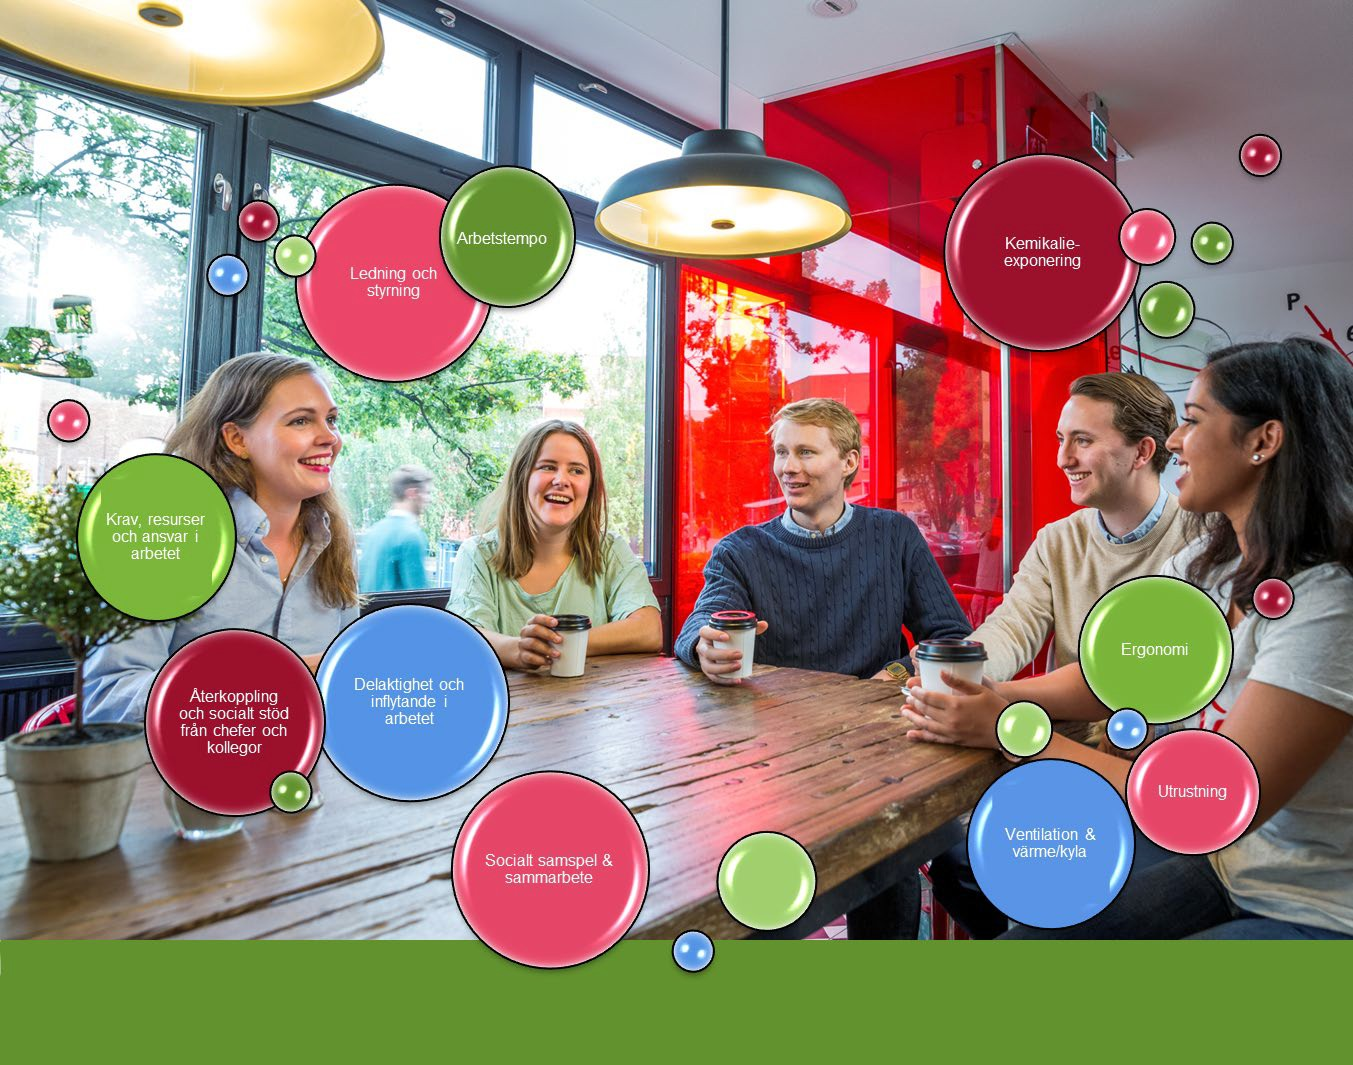 Arbetstempo
Ledning och
styrning
Kemikalie-
exponering
P
Krav, resurser
och ansvar i
arbetet
Återkoppling
och socialt stöd
från chefer och
kollegor
Delaktighet och
inflytande i
arbetet
Ergonomi
Utrustning
Ventilation &
värme/kyla
Socialt samspel &
sammarbete